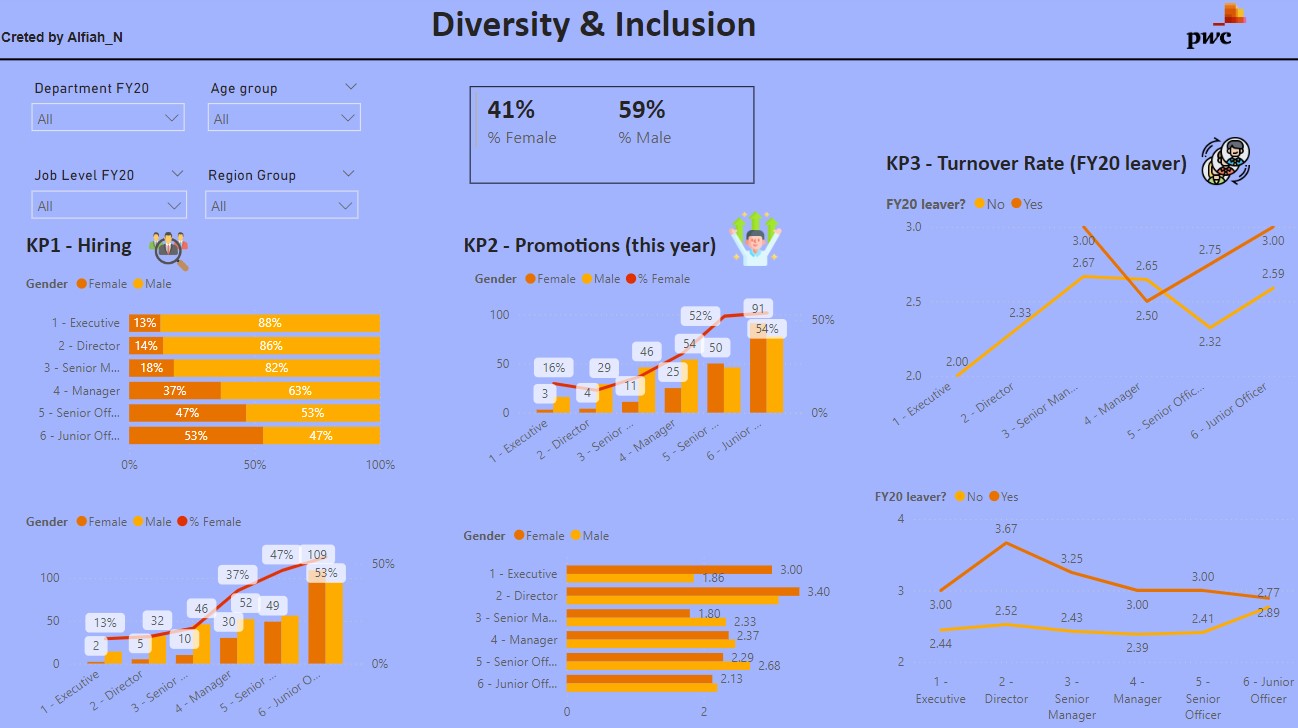 Diversity & Inclusion
Creted by Alfiah_N
pwc
Department FY20
Age group
All
All
Job Level FY20
Region Group
All
All
41%
59%
% Female
% Male
KP1 - Hiring
Gender Female Male
1 - Executive 13% 88%
2 - Director 14% 86%
3 - Senior M... 18% 82%
4 - Manager 37% 63%
5 - Senior Off... 47% 53%
6 - Junior Off... 53% 47%
0% 50% 100%
KP2 - Promotions (this year)
Gender Female Male % Female
100
50
0
50%
0%
16% 29 46 54 52% 50 91 54%
3 4 11 25
1 - Executive
2 - Director
3 - Senior ...
4 - Manager
5 - Senior ...
6 - Junior ...
KP3 - Turnover Rate (FY20 leaver)
FY20 leaver? No Yes
3.0
2.5
2.0
2.00 2.33 3.00 2.67 2.65 2.50 2.75 2.32 3.00 2.59
1 - Executive
2 - Director
3 - Senior Man...
4 - Manager
5 - Senior Offic...
6 - Junior Officer
Gender Female Male % Female
100
50
0
50%
0%
13% 32 46 37% 52 47% 49 109 53%
2 5 10 30
1 - Executive
2 - Director
3 - Senior ...
4 - Manager
5 - Senior ...
6 - Junior O...
Gender Female Male
1 - Executive 3.00
1.86
2 - Director 3.40
3 - Senior Ma... 1.80
2.33
4 - Manager 2.37
5 - Senior Off... 2.29
2.68
6 - Junior Off... 2.13
0 2
FY20 leaver? No Yes
4
3
2
3.00 3.67 3.25 3.00 3.00 2.77
2.44 2.52 2.43 2.39 2.41 2.89
1 - Executive
2 - Director
3 - Senior Manager
4 - Manager
5 - Senior Officer
6 - Junior Officer